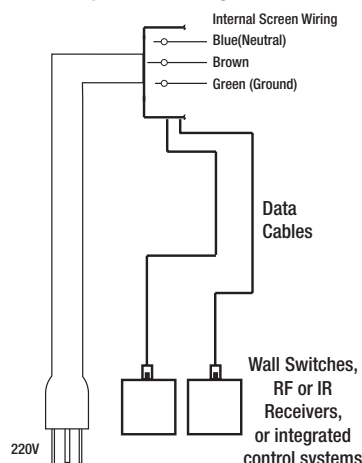 Internal Screen Wiring
Blue(Neutral)
Brown
Green (Ground)
Data
Cables
Wall Switches,
RF or IR
Receivers,
or integrated
control systems
220V